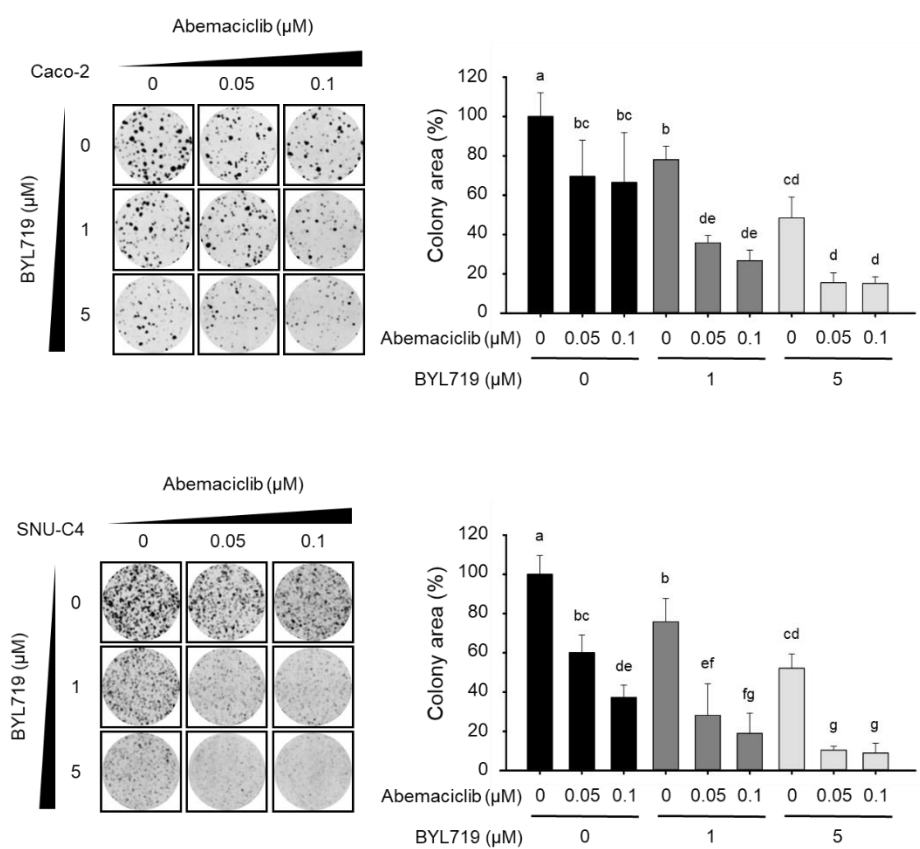 Abemaciclib (µM)
Caco-2
0 0.05 0.1
BYL719 (µM)
0
1
5
Colony area (%)
120
100
80
60
40
20
0
a
bc bc
b
de de
cd
d d
Abemaciclib (µM) 0 0.05 0.1 0 0.05 0.1 0 0.05 0.1
BYL719 (µM) 0 1 5
Abemaciclib (µM)
SNU-C4
0 0.05 0.1
BYL719 (µM)
0
1
5
Colony area (%)
120
100
80
60
40
20
0
a
bc
de
b
ef
fg
cd
g g
Abemaciclib (µM) 0 0.05 0.1 0 0.05 0.1 0 0.05 0.1
BYL719 (µM) 0 1 5